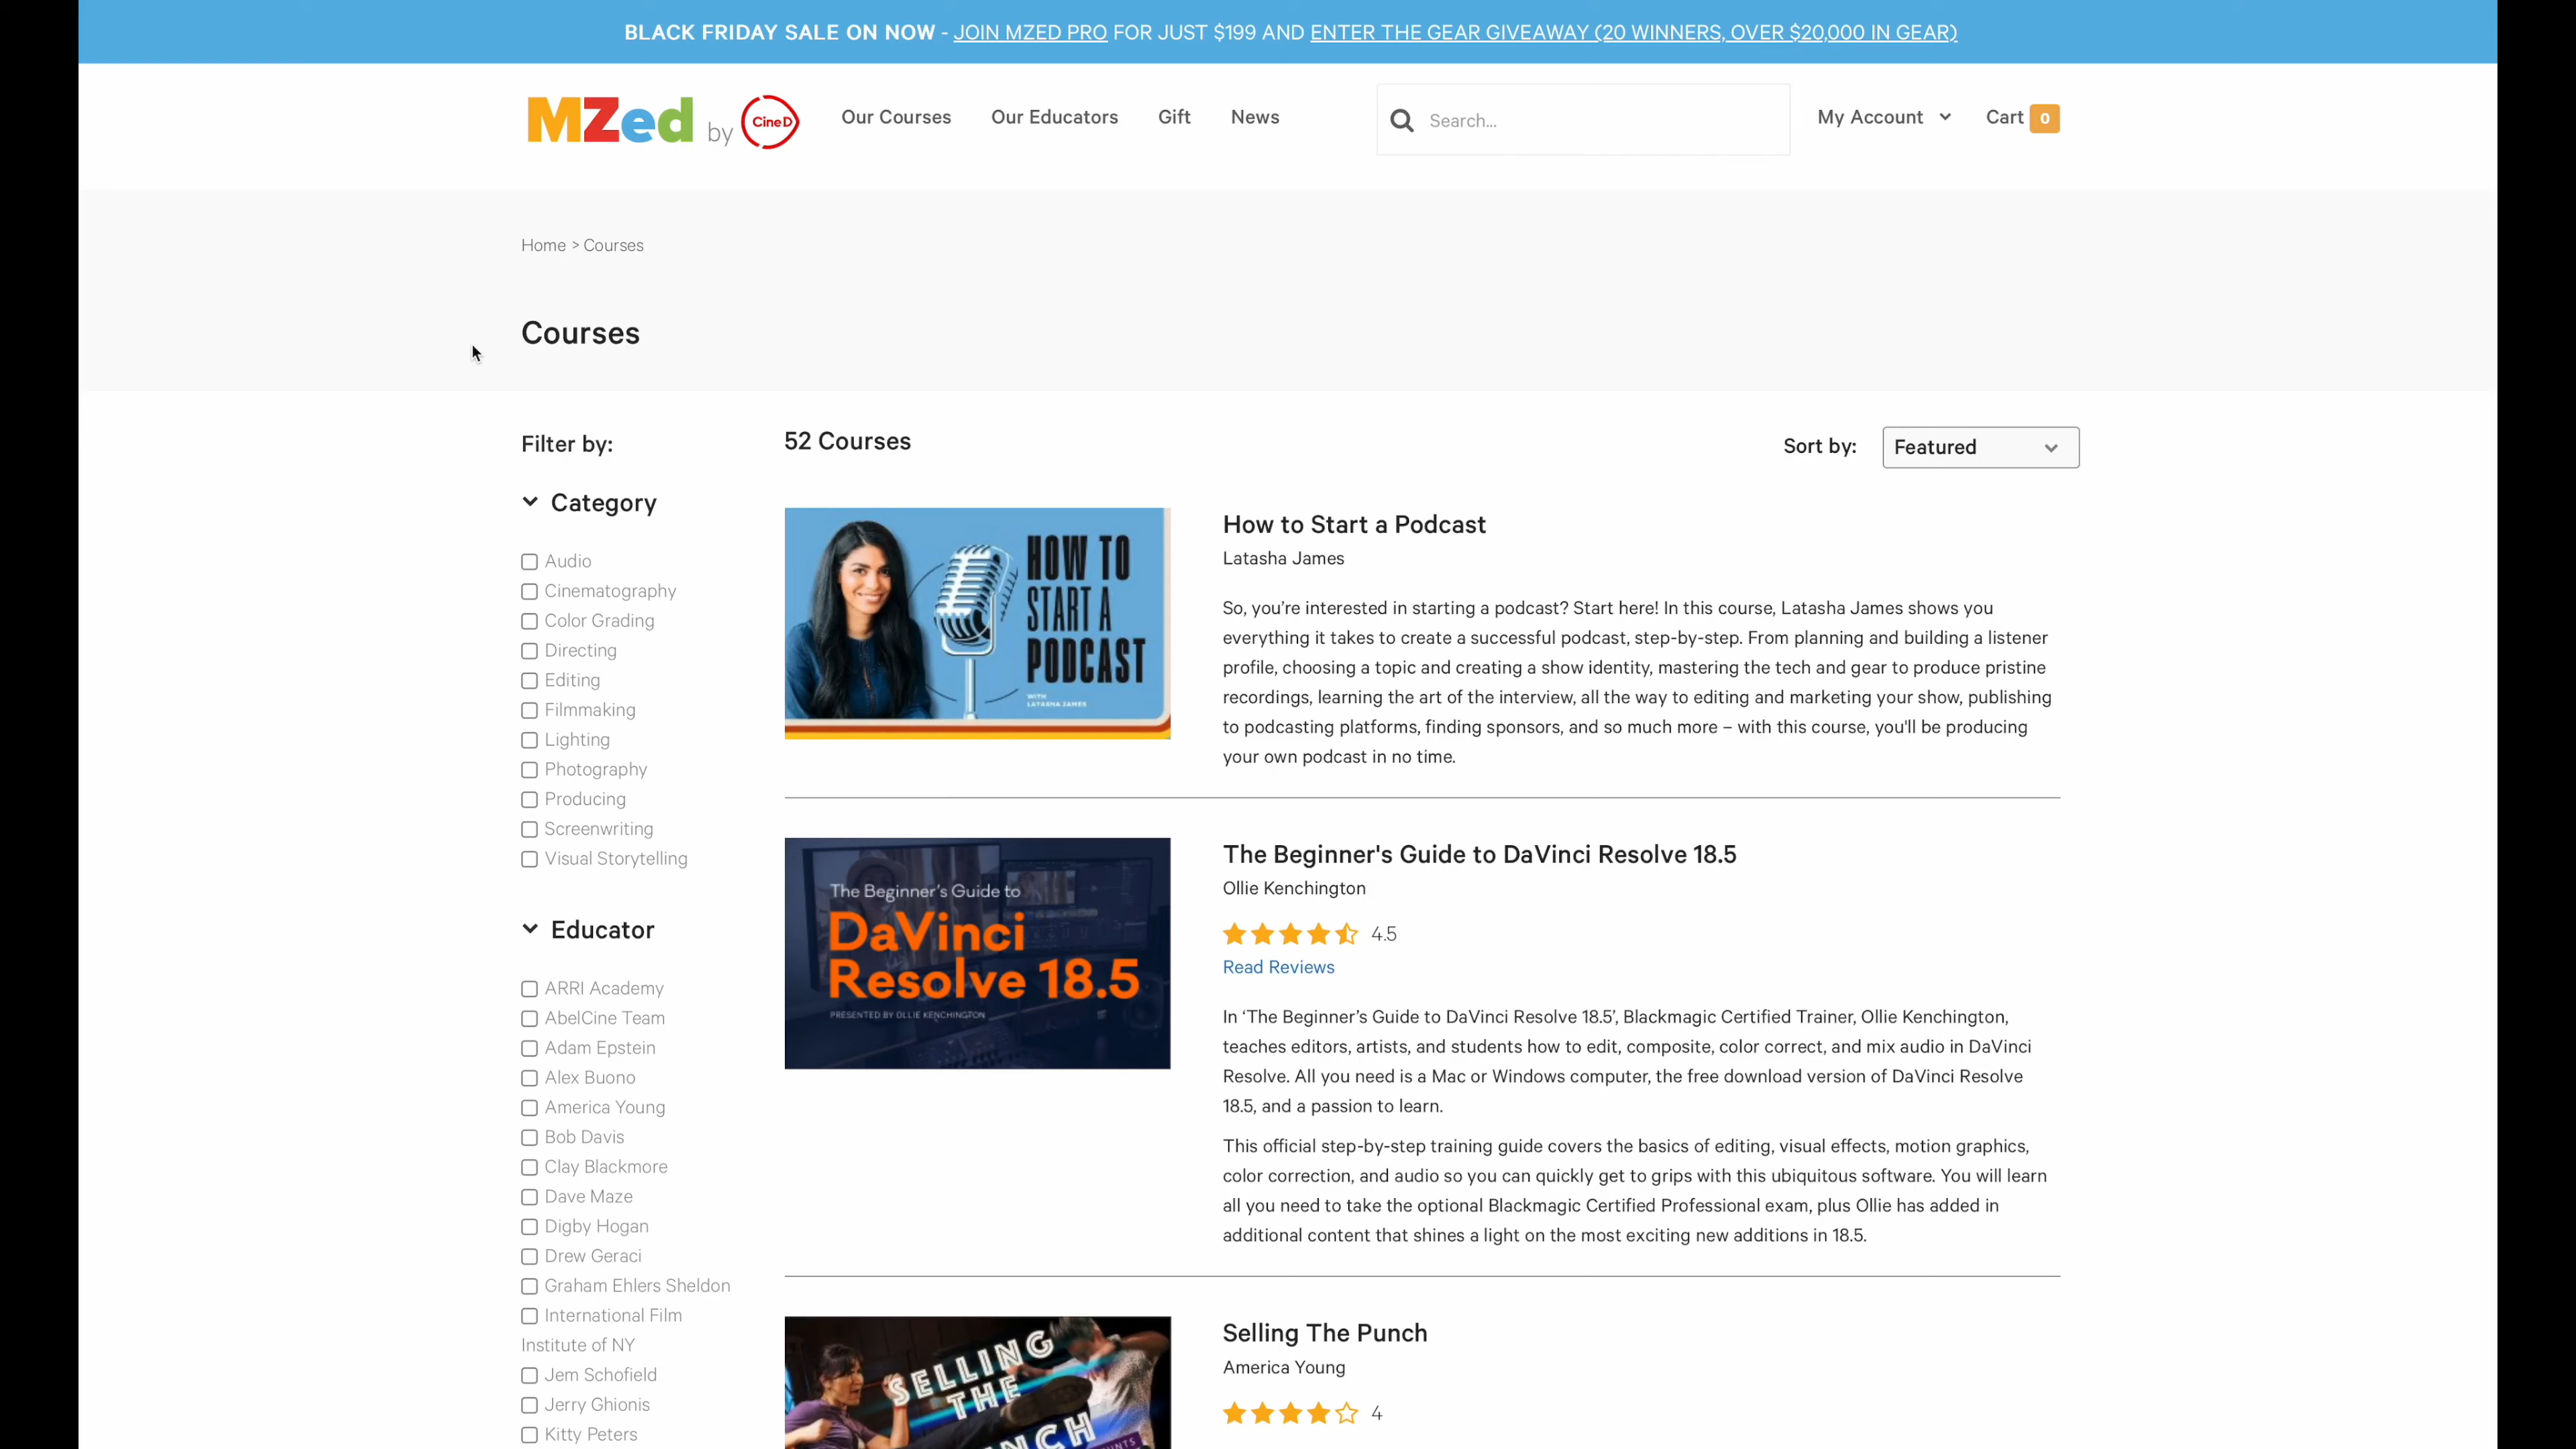 BLACK FRIDAY SALE ON NOW - JOIN MZED PRO FOR JUST $199 AND ENTER THE GEAR GIVEAWAY (20 WINNERS, OVER $20,000 IN GEAR)
MZed by CineD
Our Courses
Our Educators
Gift
News
Search...
My Account
Cart 0
Home > Courses
Courses
Filter by:
Category
Audio
Cinematography
Color Grading
Directing
Editing
Filmmaking
Lighting
Photography
Producing
Screenwriting
Visual Storytelling
Educator
ARRI Academy
AbelCine Team
Adam Epstein
Alex Buono
America Young
Bob Davis
Clay Blackmore
Dave Maze
Digby Hogan
Drew Geraci
Graham Ehlers Sheldon
International Film
Institute of NY
Jem Schofield
Jerry Ghionis
Kitty Peters
52 Courses
Sort by:
Featured
HOW TO
START A
PODCAST
WITH
LATASHA JAMES
How to Start a Podcast
Latasha James
So, you’re interested in starting a podcast? Start here! In this course, Latasha James shows you
everything it takes to create a successful podcast, step-by-step. From planning and building a listener
profile, choosing a topic and creating a show identity, mastering the tech and gear to produce pristine
recordings, learning the art of the interview, all the way to editing and marketing your show, publishing
to podcasting platforms, finding sponsors, and so much more – with this course, you'll be producing
your own podcast in no time.
The Beginner’s Guide to
DaVinci
Resolve 18.5
PRESENTED BY OLLIE KENCHINGTON
The Beginner's Guide to DaVinci Resolve 18.5
Ollie Kenchington
4.5
Read Reviews
In ‘The Beginner’s Guide to DaVinci Resolve 18.5’, Blackmagic Certified Trainer, Ollie Kenchington,
teaches editors, artists, and students how to edit, composite, color correct, and mix audio in DaVinci
Resolve. All you need is a Mac or Windows computer, the free download version of DaVinci Resolve
18.5, and a passion to learn.
This official step-by-step training guide covers the basics of editing, visual effects, motion graphics,
color correction, and audio so you can quickly get to grips with this ubiquitous software. You will learn
all you need to take the optional Blackmagic Certified Professional exam, plus Ollie has added in
additional content that shines a light on the most exciting new additions in 18.5.
SELLING
THE
Selling The Punch
America Young
4